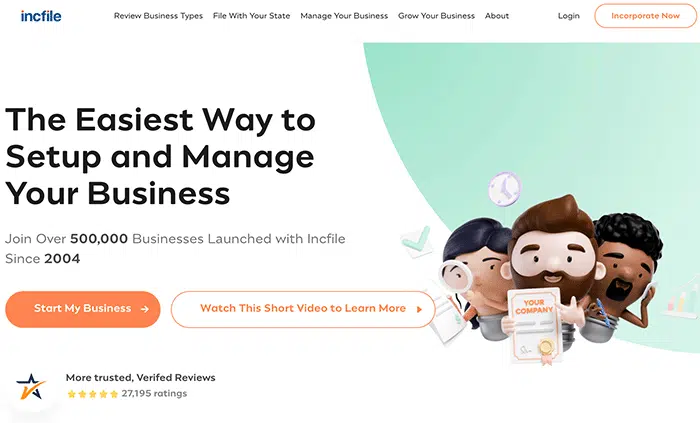 incfile
Review Business Types File With Your State Manage Your Business Grow Your Business About Login Incorporate Now
The Easiest Way to
Setup and Manage
Your Business
Join Over 500,000 Businesses Launched with Incfile
Since 2004
Start My Business
Watch This Short Video to Learn More
YOUR
COMPANY
More trusted, Verifed Reviews
27,195 ratings